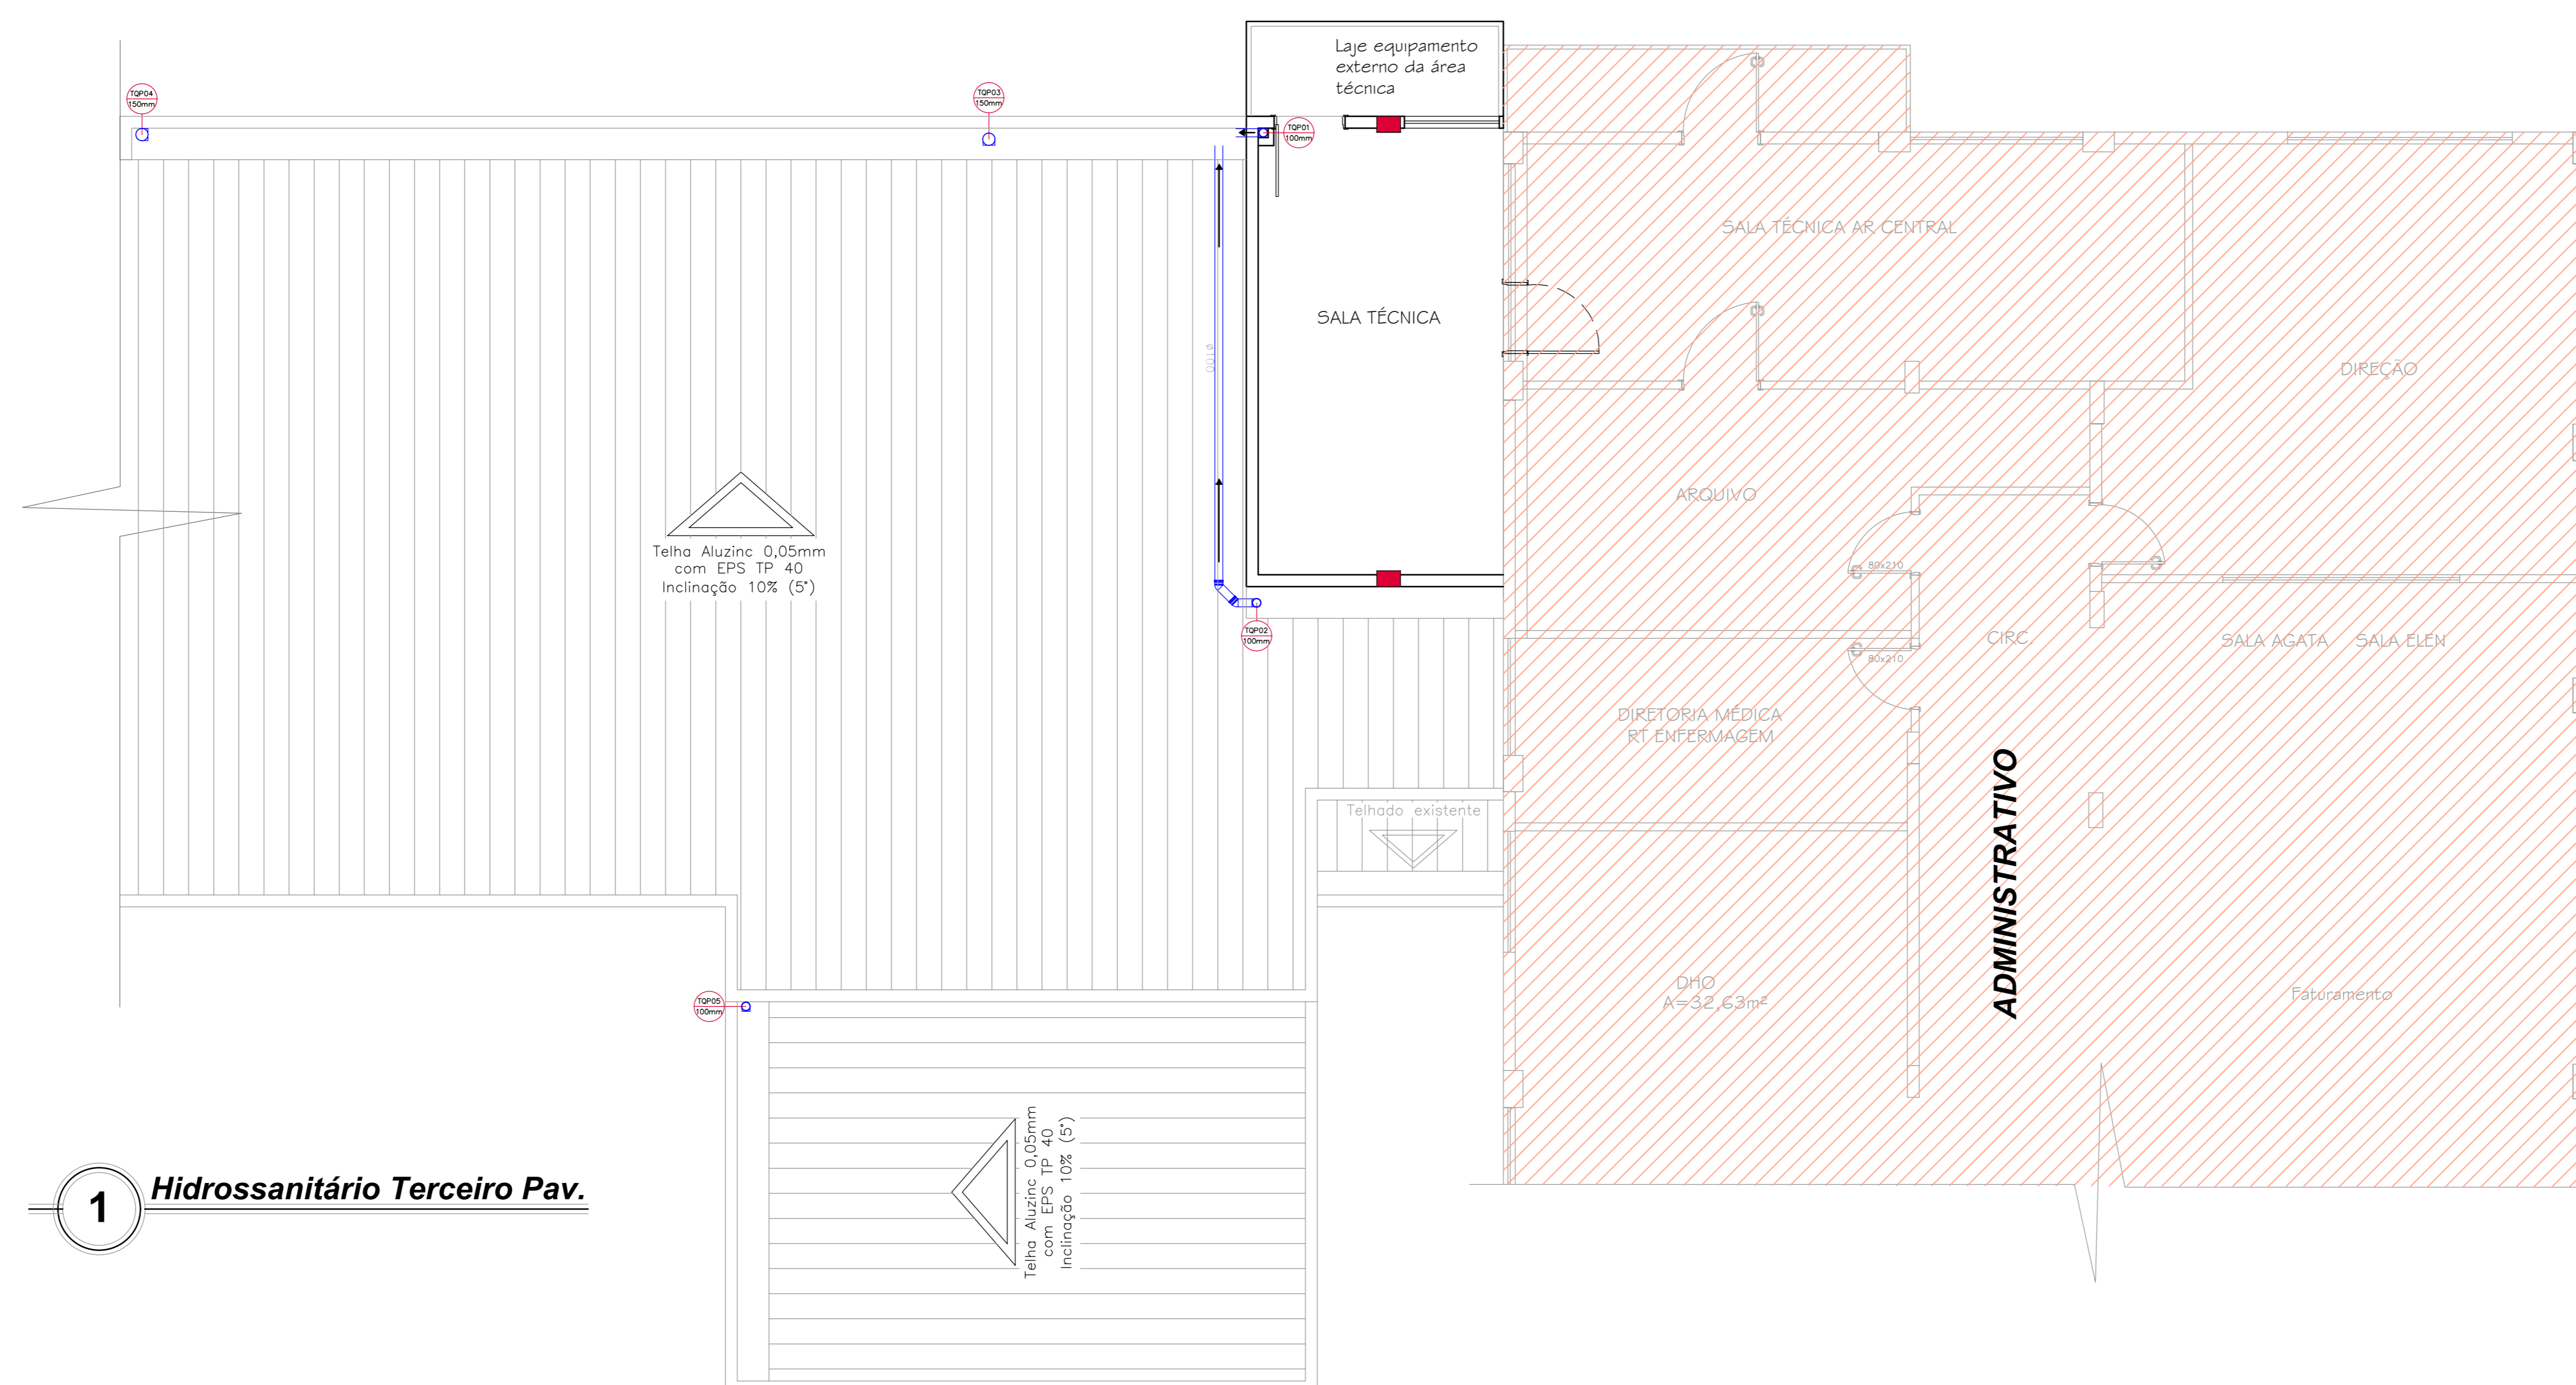 Laje equipamento
externo da área
técnica
TQP04
150mm
TQP03
150mm
TQP01
100mm
SALA TÉCNICA AR CENTRAL
SALA TÉCNICA
Ø100
DIREÇÃO
ARQUIVO
Telha Aluzinc 0,05mm
com EPS TP 40
Inclinação 10% (5°)
80x210
TQP02
100mm
CIRC.
SALA AGATA
SALA ELEN
80x210
DIRETORIA MÉDICA
RT ENFERMAGEM
ADMINISTRATIVO
Telhado existente
DHO
A=32,63m²
Faturamento
TQP05
100mm
Telha Aluzinc 0,05mm
com EPS TP 40
Inclinação 10% (5°)
1
Hidrossanitário Terceiro Pav.